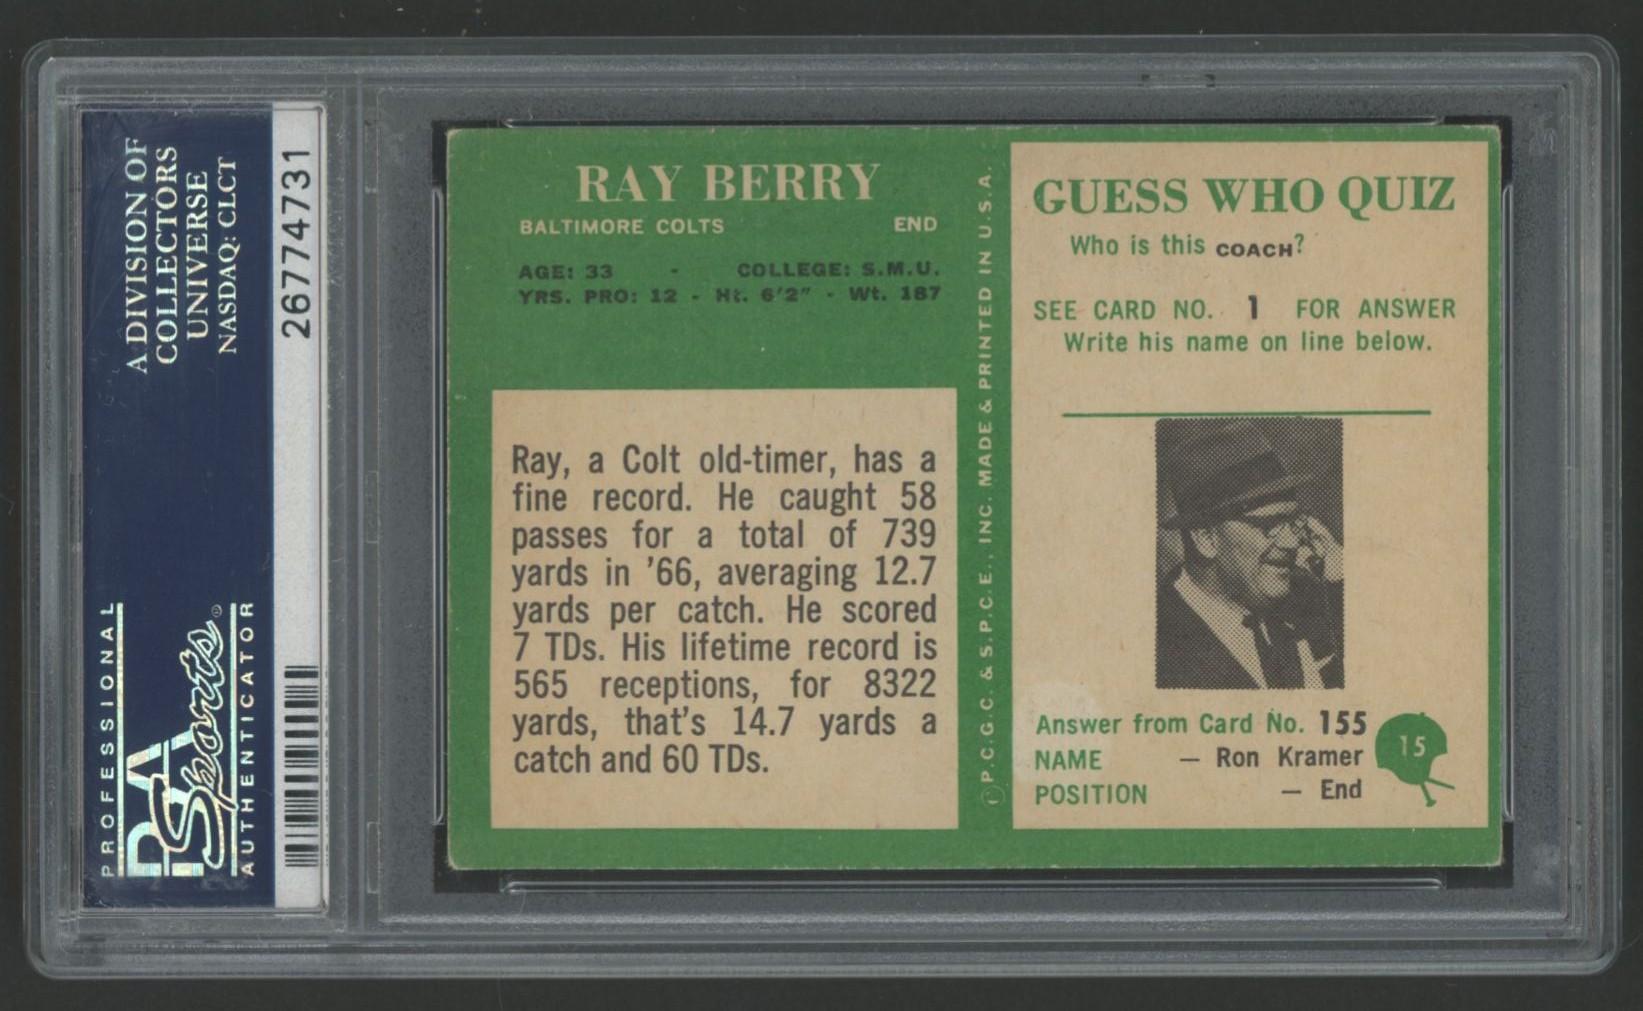 A DIVISION OF
COLLECTORS
UNIVERSE
NASDAQ: CLCT
26774731
PROFESSIONAL
PSA
Sports®
AUTHENTICATOR
RAY BERRY
BALTIMORE COLTS END
AGE: 33 - COLLEGE: S.M.U.
YRS. PRO: 12 - Ht. 6'2" - Wt. 187
Ray, a Colt old-timer, has a
fine record. He caught 58
passes for a total of 739
yards in '66, averaging 12.7
yards per catch. He scored
7 TDs. His lifetime record is
565 receptions, for 8322
yards, that's 14.7 yards a
catch and 60 TDs.
© P.C.G.C. & S.P.C.E., INC. MADE & PRINTED IN U.S.A.
GUESS WHO QUIZ
Who is this COACH?
SEE CARD NO. 1 FOR ANSWER
Write his name on line below.
Answer from Card No. 155
NAME — Ron Kramer
POSITION — End
15